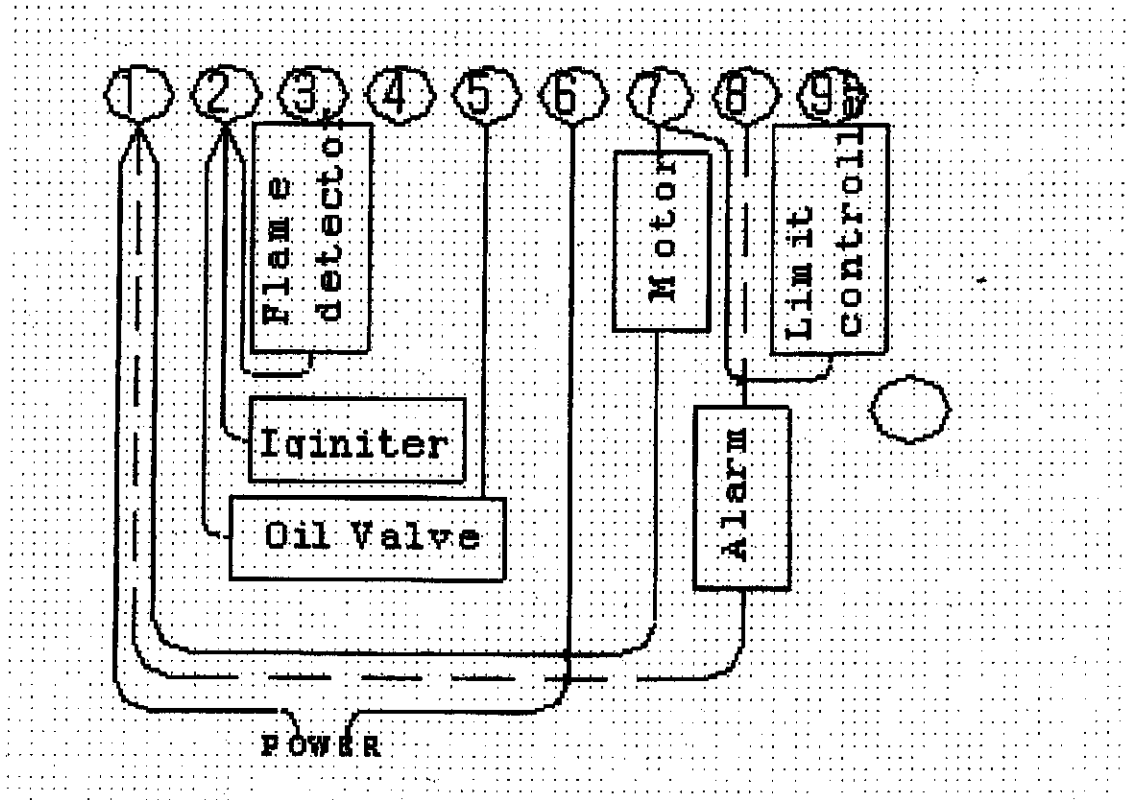 1 2 3 4 5 6 7 8 9
Flame
detector
Motor
Limit
controller
Iginiter
Oil Valve
Alarm
POWER